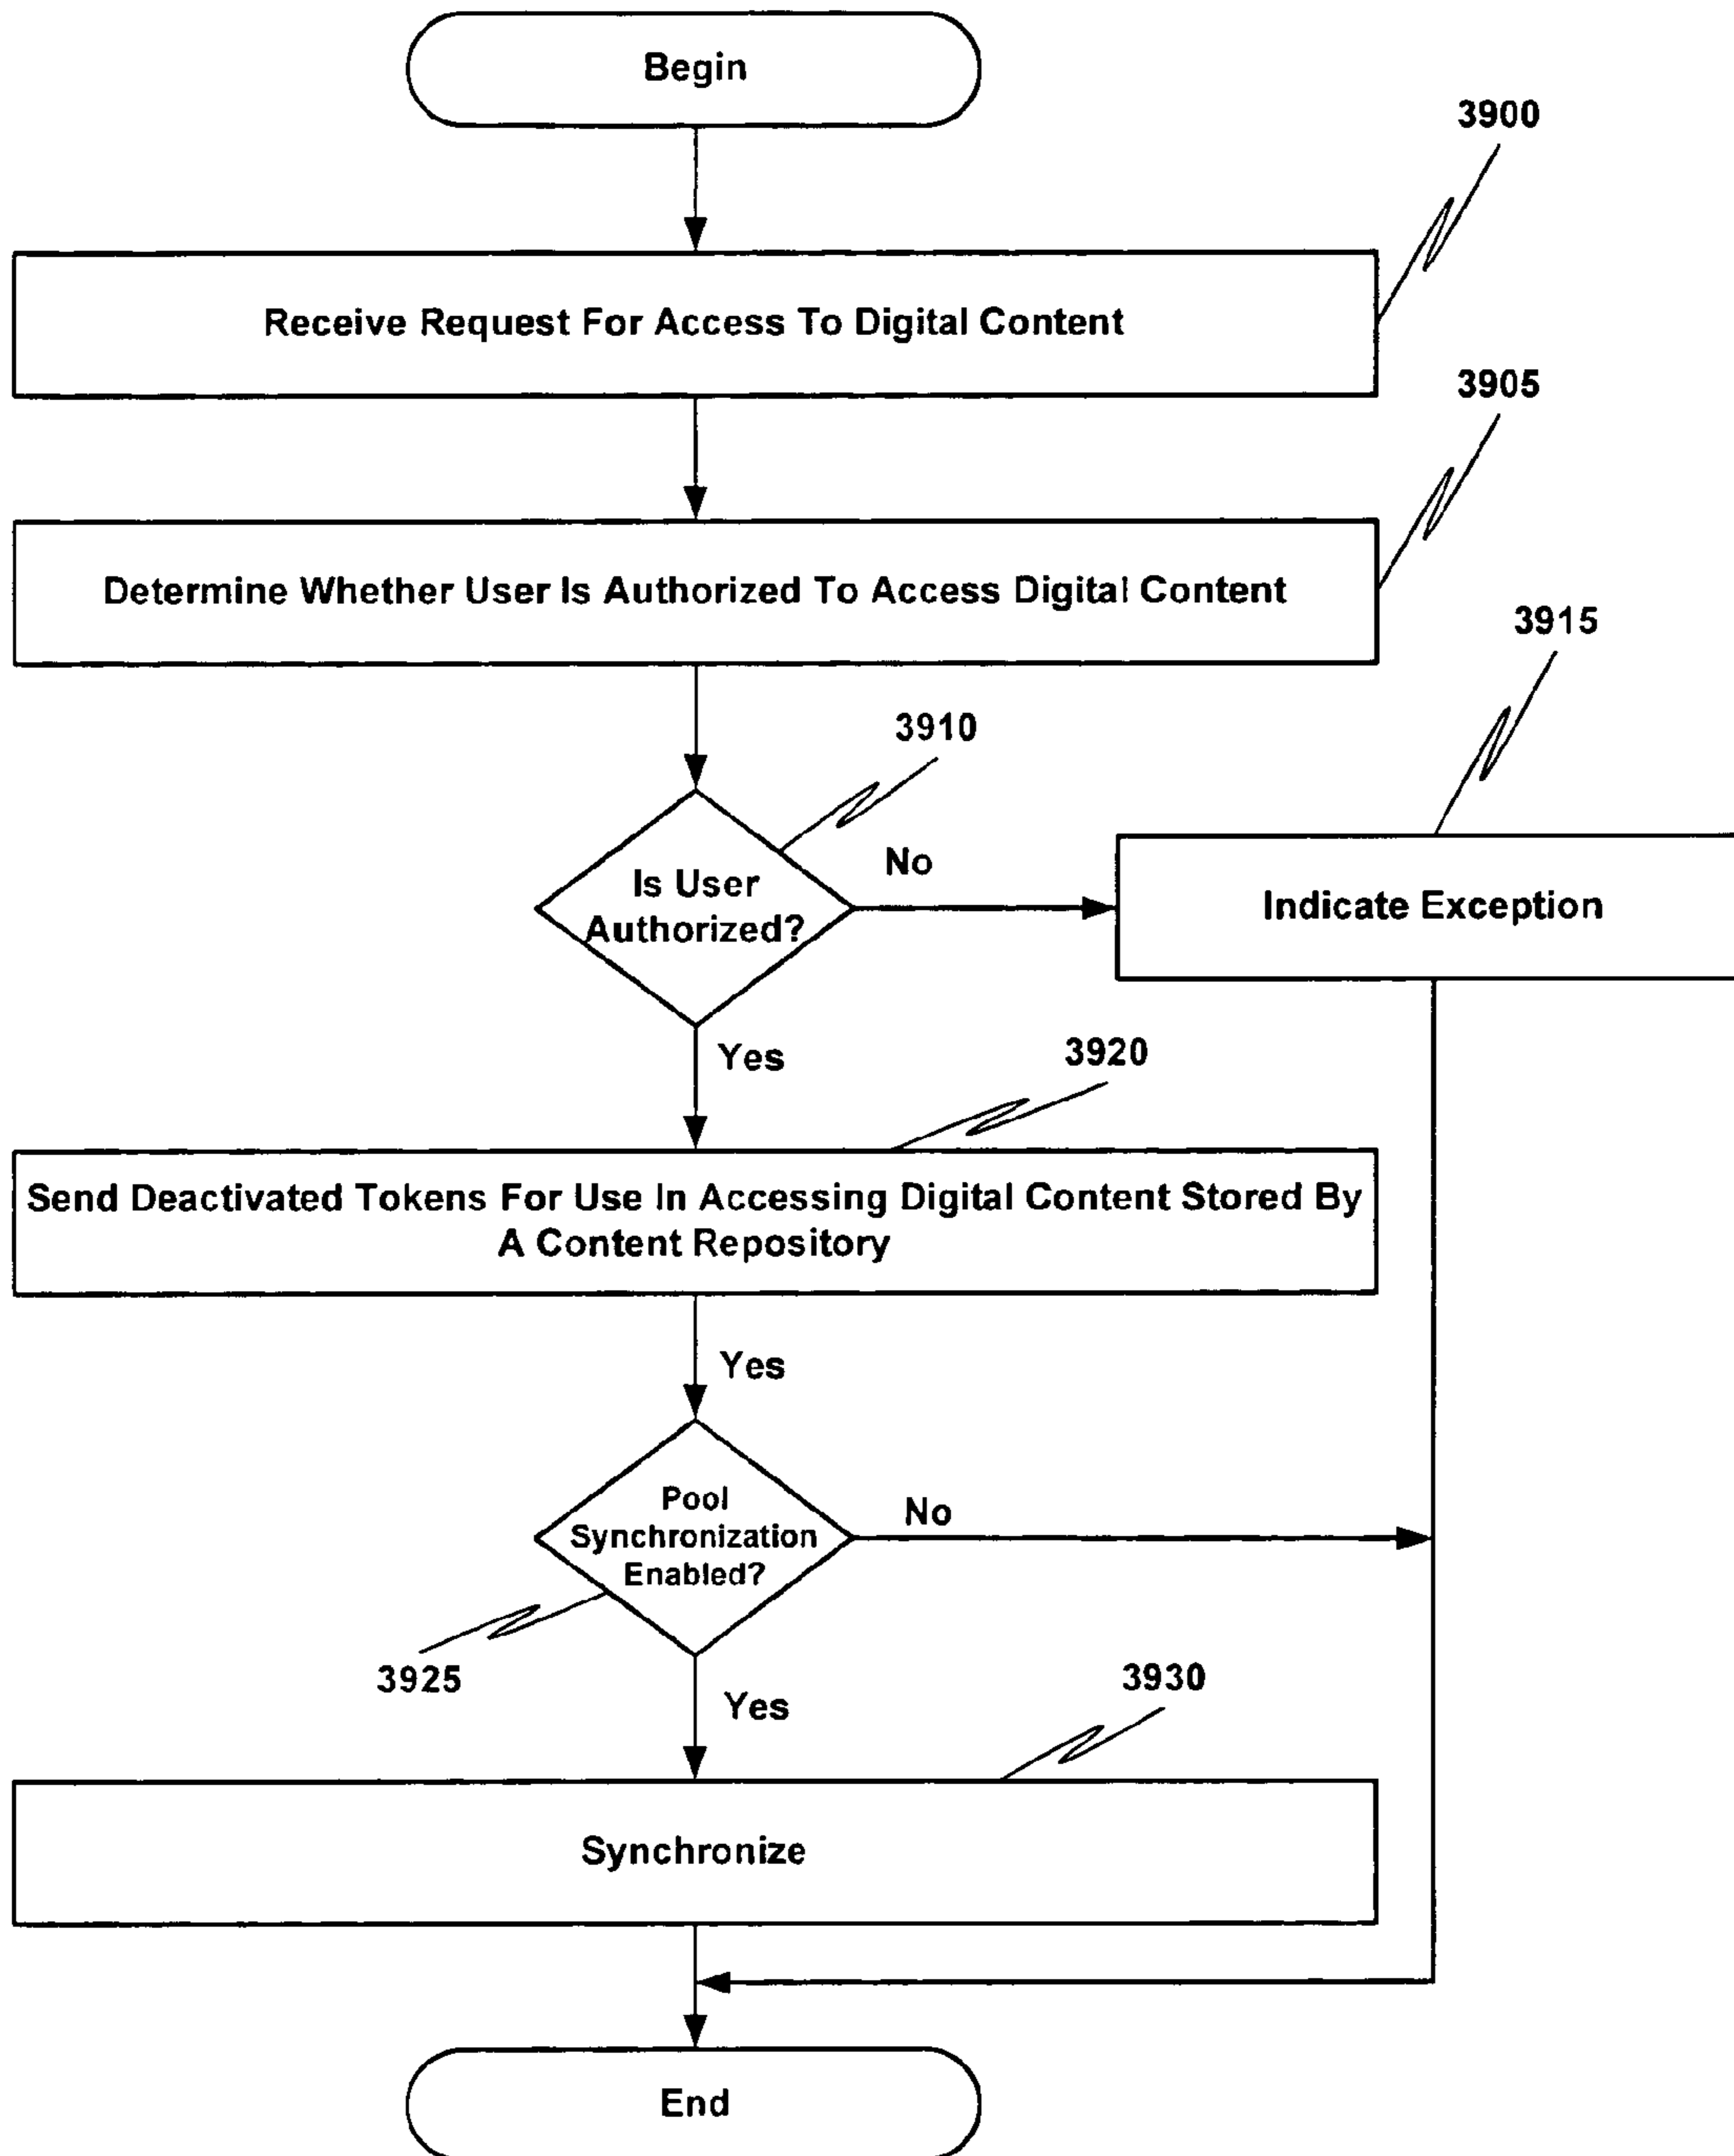 Begin
3900
Receive Request For Access To Digital Content
3905
Determine Whether User Is Authorized To Access Digital Content
3915
3910
No
Is User
Authorized?
Indicate Exception
Yes
3920
Send Deactivated Tokens For Use In Accessing Digital Content Stored By
A Content Repository
Yes
Pool
Synchronization
Enabled?
No
3925
3930
Yes
Synchronize
End